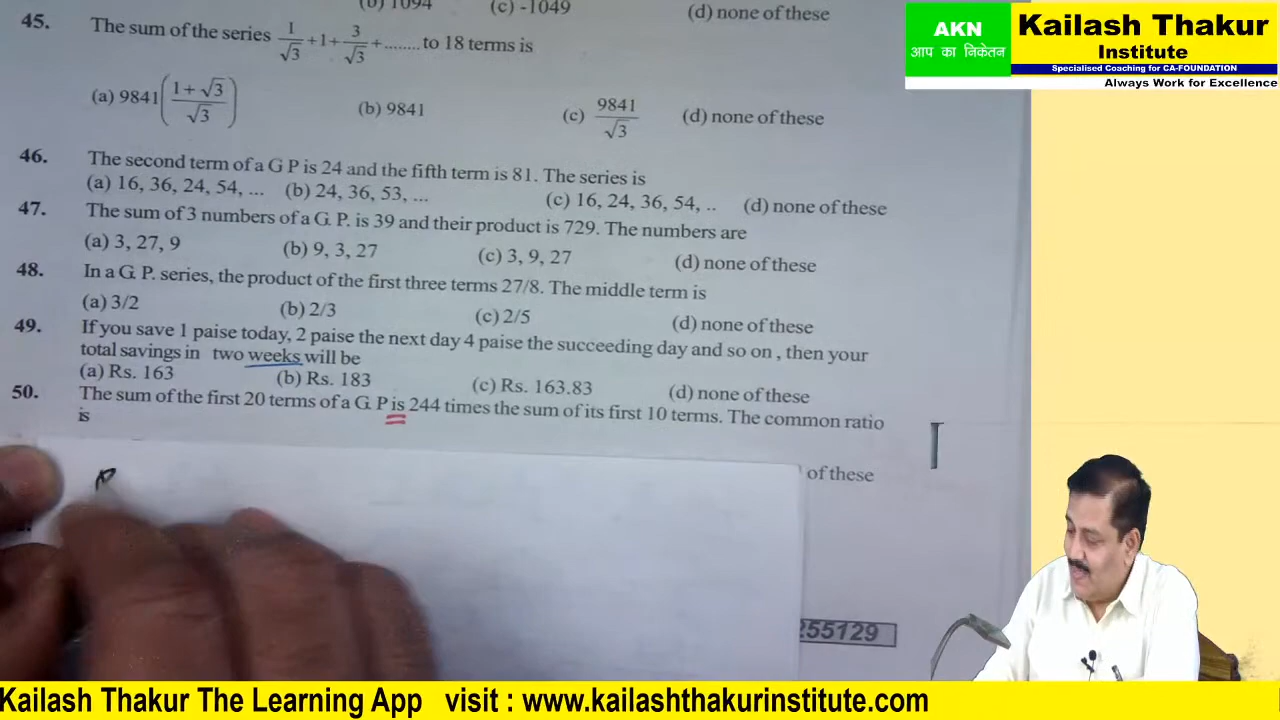 (b) 1094 (c) -1049 (d) none of these
45. The sum of the series 1/√3 +1+ 3/√3 +........ to 18 terms is
(a) 9841 ((1+√3)/√3) (b) 9841 (c) 9841/√3 (d) none of these
46. The second term of a G P is 24 and the fifth term is 81. The series is
(a) 16, 36, 24, 54, ... (b) 24, 36, 53, ... (c) 16, 24, 36, 54, .. (d) none of these
47. The sum of 3 numbers of a G. P. is 39 and their product is 729. The numbers are
(a) 3, 27, 9 (b) 9, 3, 27 (c) 3, 9, 27 (d) none of these
48. In a G. P. series, the product of the first three terms 27/8. The middle term is
(a) 3/2 (b) 2/3 (c) 2/5 (d) none of these
49. If you save 1 paise today, 2 paise the next day 4 paise the succeeding day and so on , then your
total savings in two weeks will be
(a) Rs. 163 (b) Rs. 183 (c) Rs. 163.83 (d) none of these
50. The sum of the first 20 terms of a G. P is 244 times the sum of its first 10 terms. The common ratio
is
of these
255129
AKN
आप का निकेतन
Kailash Thakur
Institute
Specialised Coaching for CA-FOUNDATION
Always Work for Excellence
Kailash Thakur The Learning App visit : www.kailashthakurinstitute.com